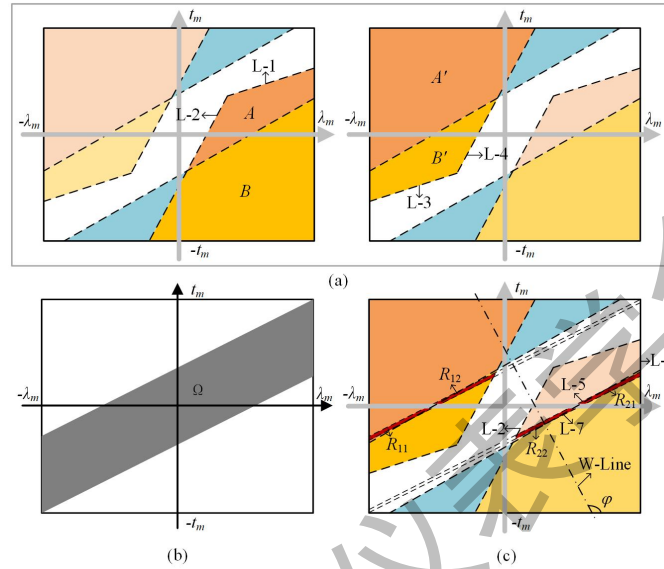 t_m
t_m
L-1
L-2
A
A′
-λ_m
λ_m
-λ_m
λ_m
B′
L-4
B
L-3
-t_m
-t_m
(a)
t_m
t_m
Ω
R_12
L-5
R_21
-λ_m
λ_m
-λ_m
λ_m
R_11
L-2
R_22
L-7
W-Line
φ
-t_m
-t_m
(b)
(c)